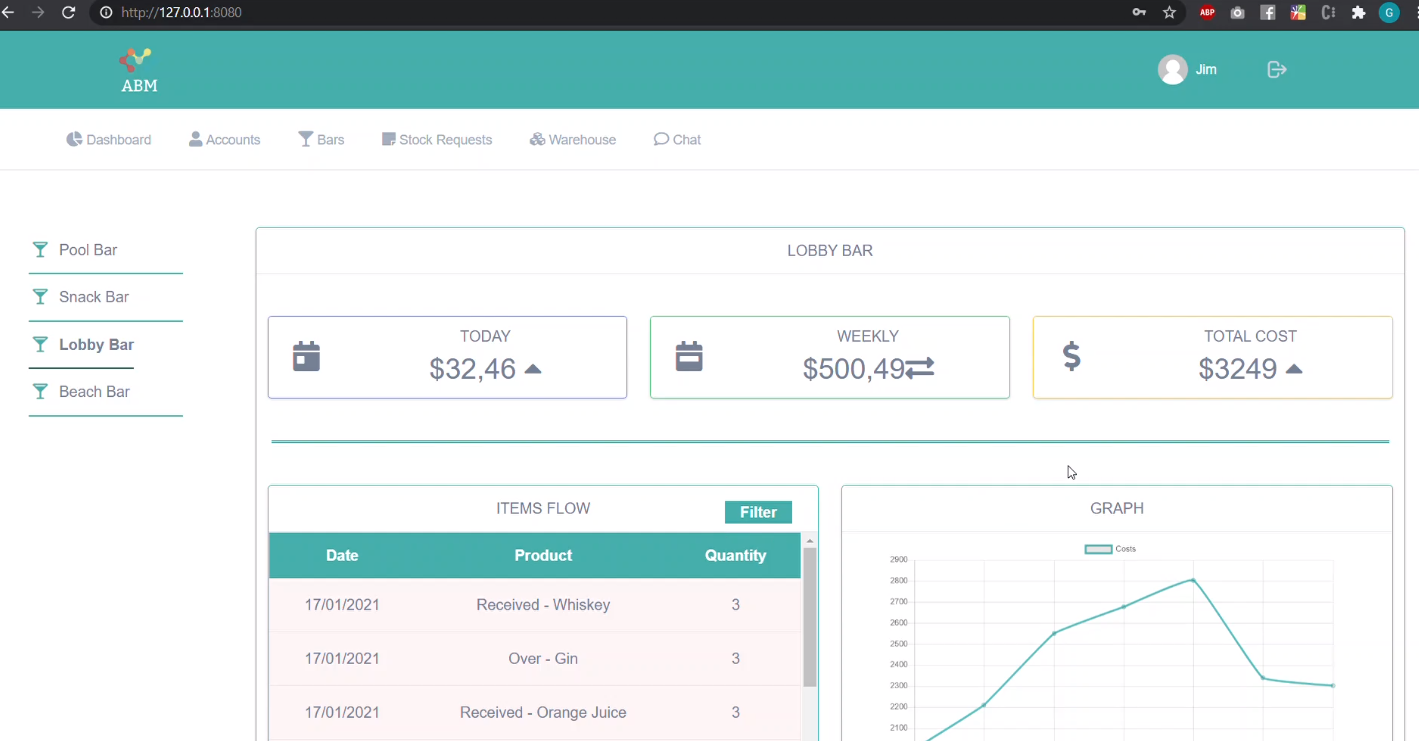 http://127.0.0.1:8080
ABP
G
ABM
Jim
Dashboard Accounts Bars Stock Requests Warehouse Chat
Pool Bar
Snack Bar
Lobby Bar
Beach Bar
LOBBY BAR
TODAY
$32,46
WEEKLY
$500,49
TOTAL COST
$3249
ITEMS FLOW Filter
Date Product Quantity
17/01/2021 Received - Whiskey 3
17/01/2021 Over - Gin 3
17/01/2021 Received - Orange Juice 3
GRAPH
Costs
2900
2800
2700
2600
2500
2400
2300
2200
2100